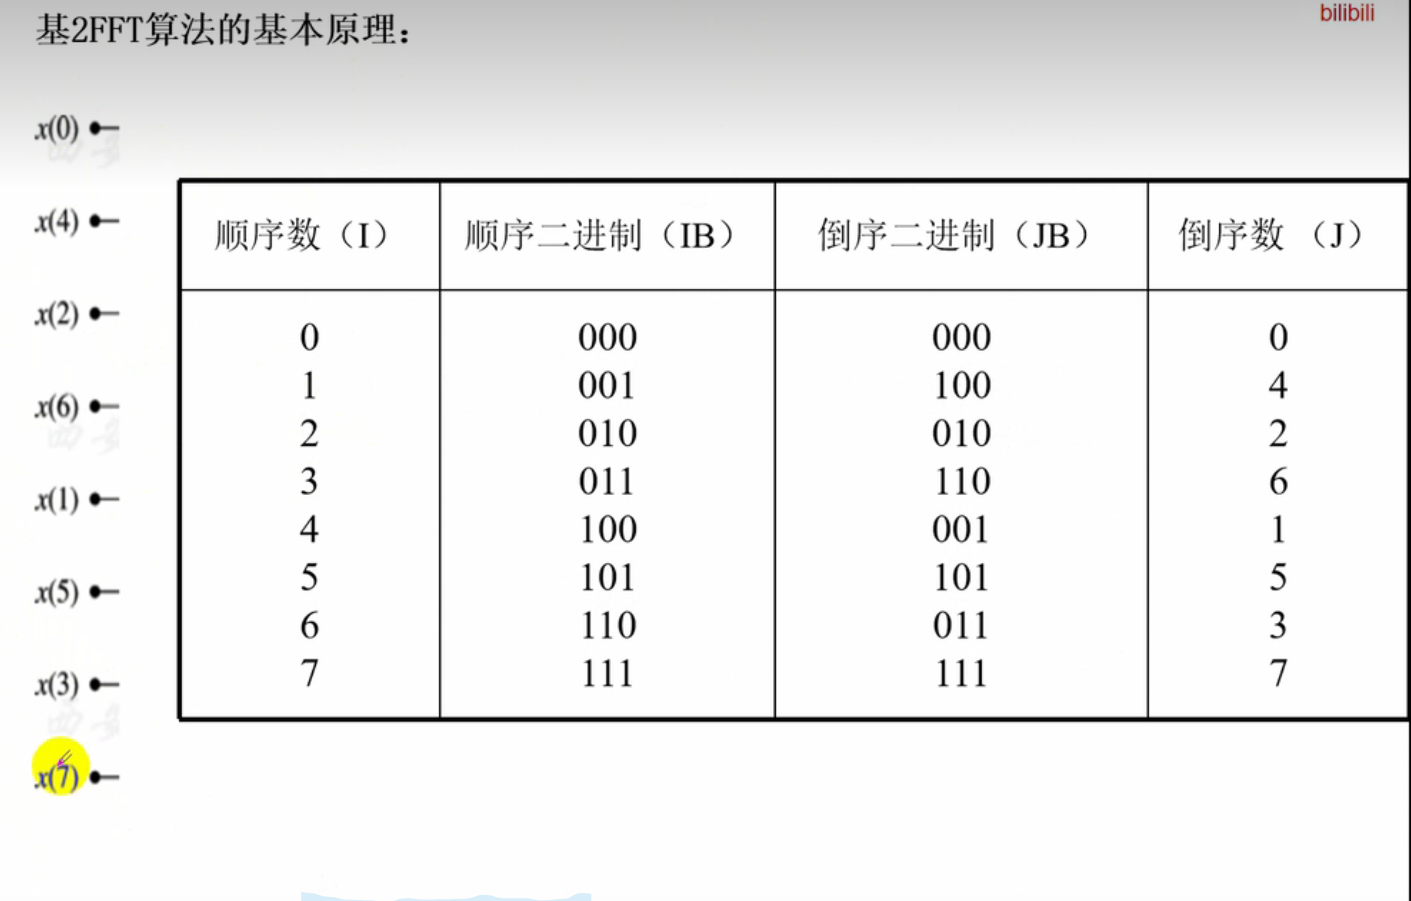 基2FFT算法的基本原理：
bilibili
x(0)
x(4)
x(2)
x(6)
x(1)
x(5)
x(3)
x(7)
顺序数（I） 顺序二进制（IB） 倒序二进制（JB） 倒序数 （J）
0 000 000 0
1 001 100 4
2 010 010 2
3 011 110 6
4 100 001 1
5 101 101 5
6 110 011 3
7 111 111 7